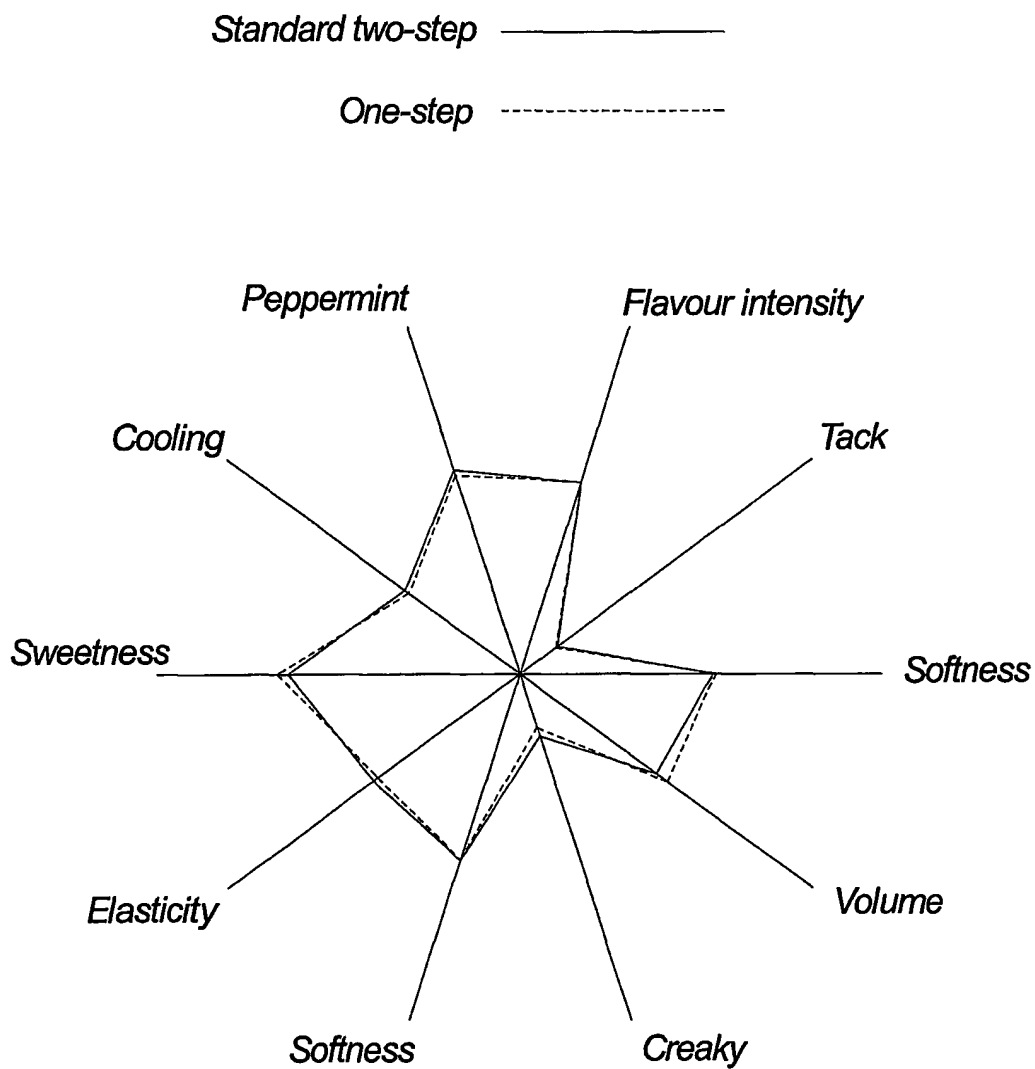 Standard two-step
One-step
Peppermint
Flavour intensity
Cooling
Tack
Sweetness
Softness
Elasticity
Volume
Softness
Creaky